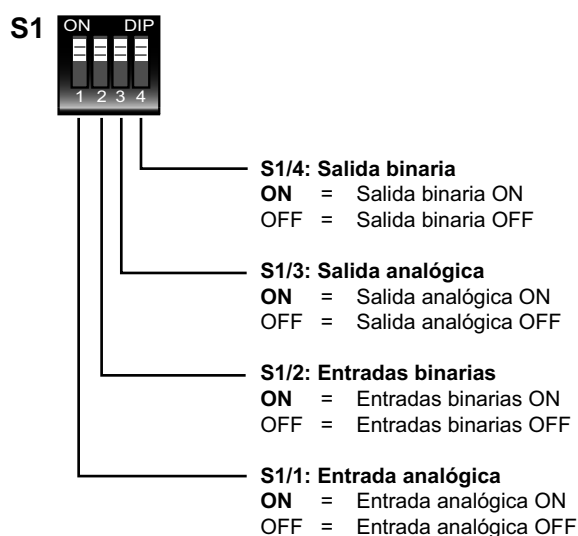 S1
ON DIP
1 2 3 4
S1/4: Salida binaria
ON = Salida binaria ON
OFF = Salida binaria OFF
S1/3: Salida analógica
ON = Salida analógica ON
OFF = Salida analógica OFF
S1/2: Entradas binarias
ON = Entradas binarias ON
OFF = Entradas binarias OFF
S1/1: Entrada analógica
ON = Entrada analógica ON
OFF = Entrada analógica OFF